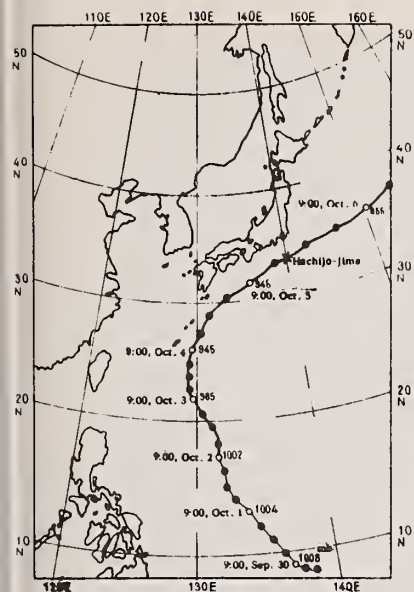 110E 120E 130E 140E 150E 160E
50 N
50 N
40 N
40 N
9:00, Oct. 6
Hachijo-jima
30 N
30 N
945
9:00, Oct. 5
9:00, Oct. 4 945
9:00, Oct. 3 985
20 N
20 N
9:00, Oct. 2 1002
9:00, Oct. 1 1004
10 N
10 N
9:00, Sep. 30 1008
130E 140E